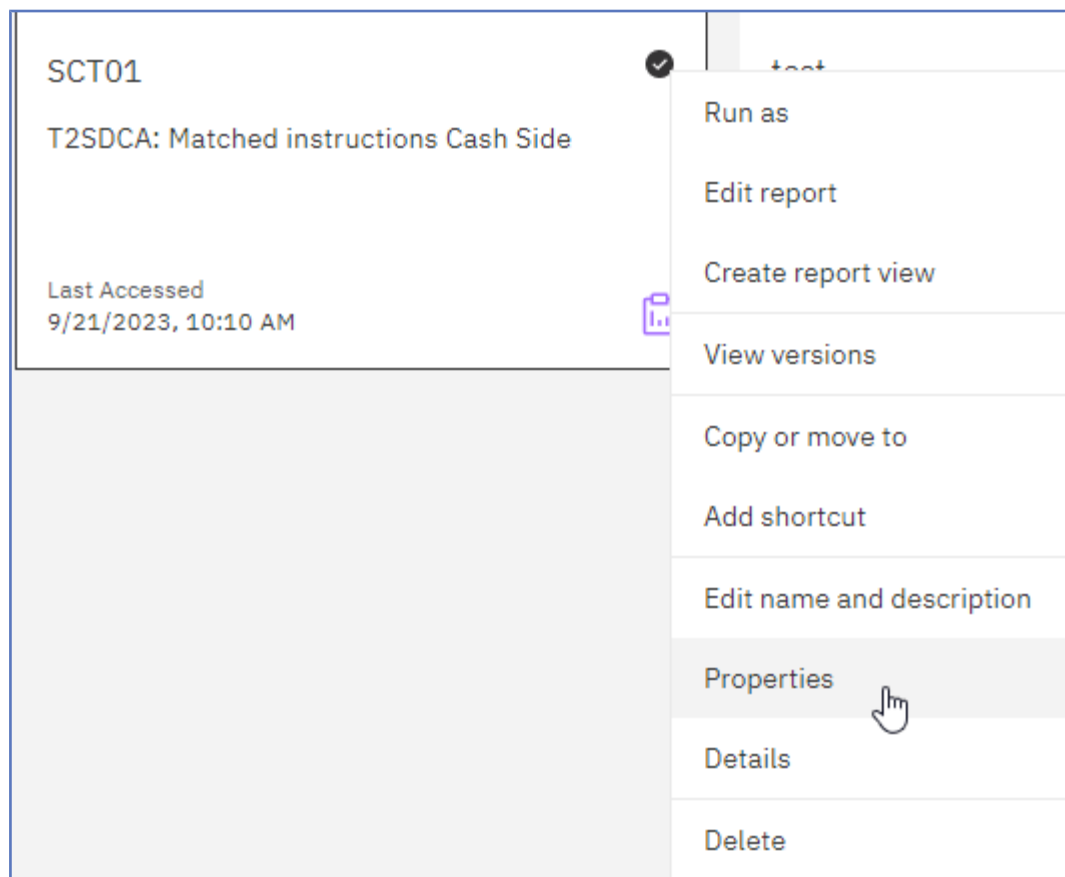 SCT01
T2SDCA: Matched instructions Cash Side
Last Accessed
9/21/2023, 10:10 AM
Run as
Edit report
Create report view
View versions
Copy or move to
Add shortcut
Edit name and description
Properties
Details
Delete